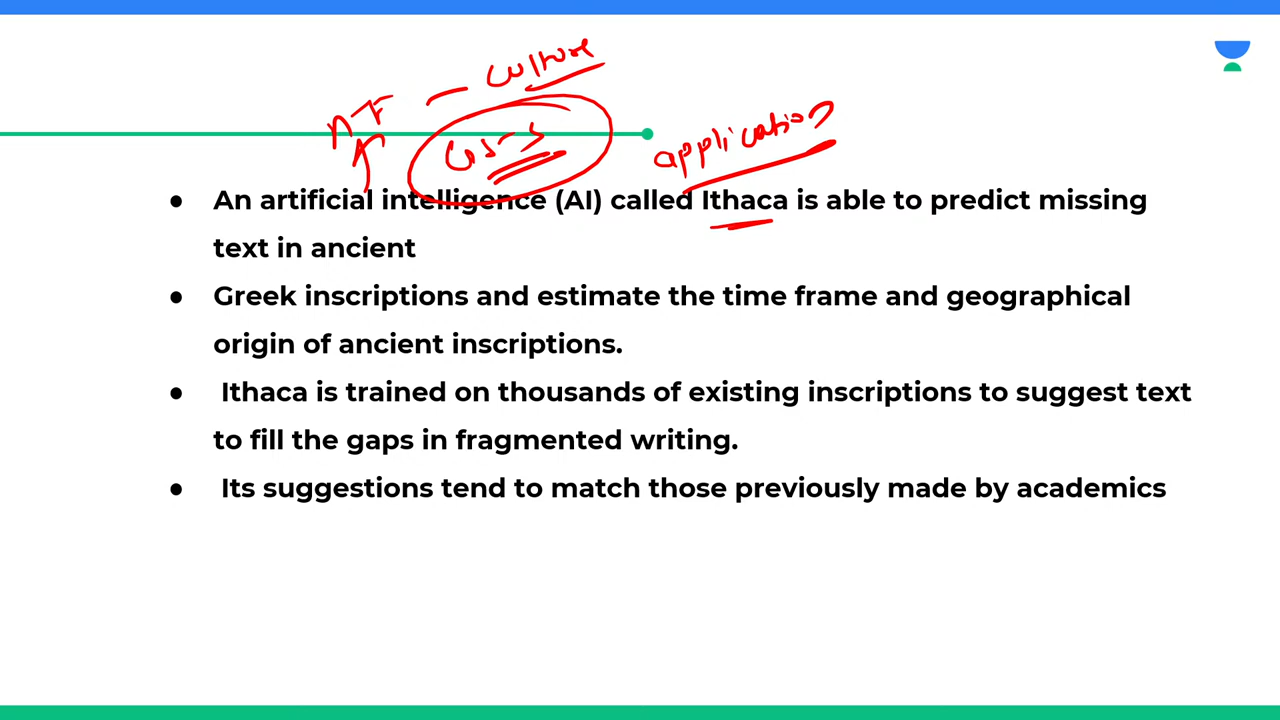 culture
application
● An artificial intelligence (AI) called Ithaca is able to predict missing
text in ancient
● Greek inscriptions and estimate the time frame and geographical
origin of ancient inscriptions.
● Ithaca is trained on thousands of existing inscriptions to suggest text
to fill the gaps in fragmented writing.
● Its suggestions tend to match those previously made by academics